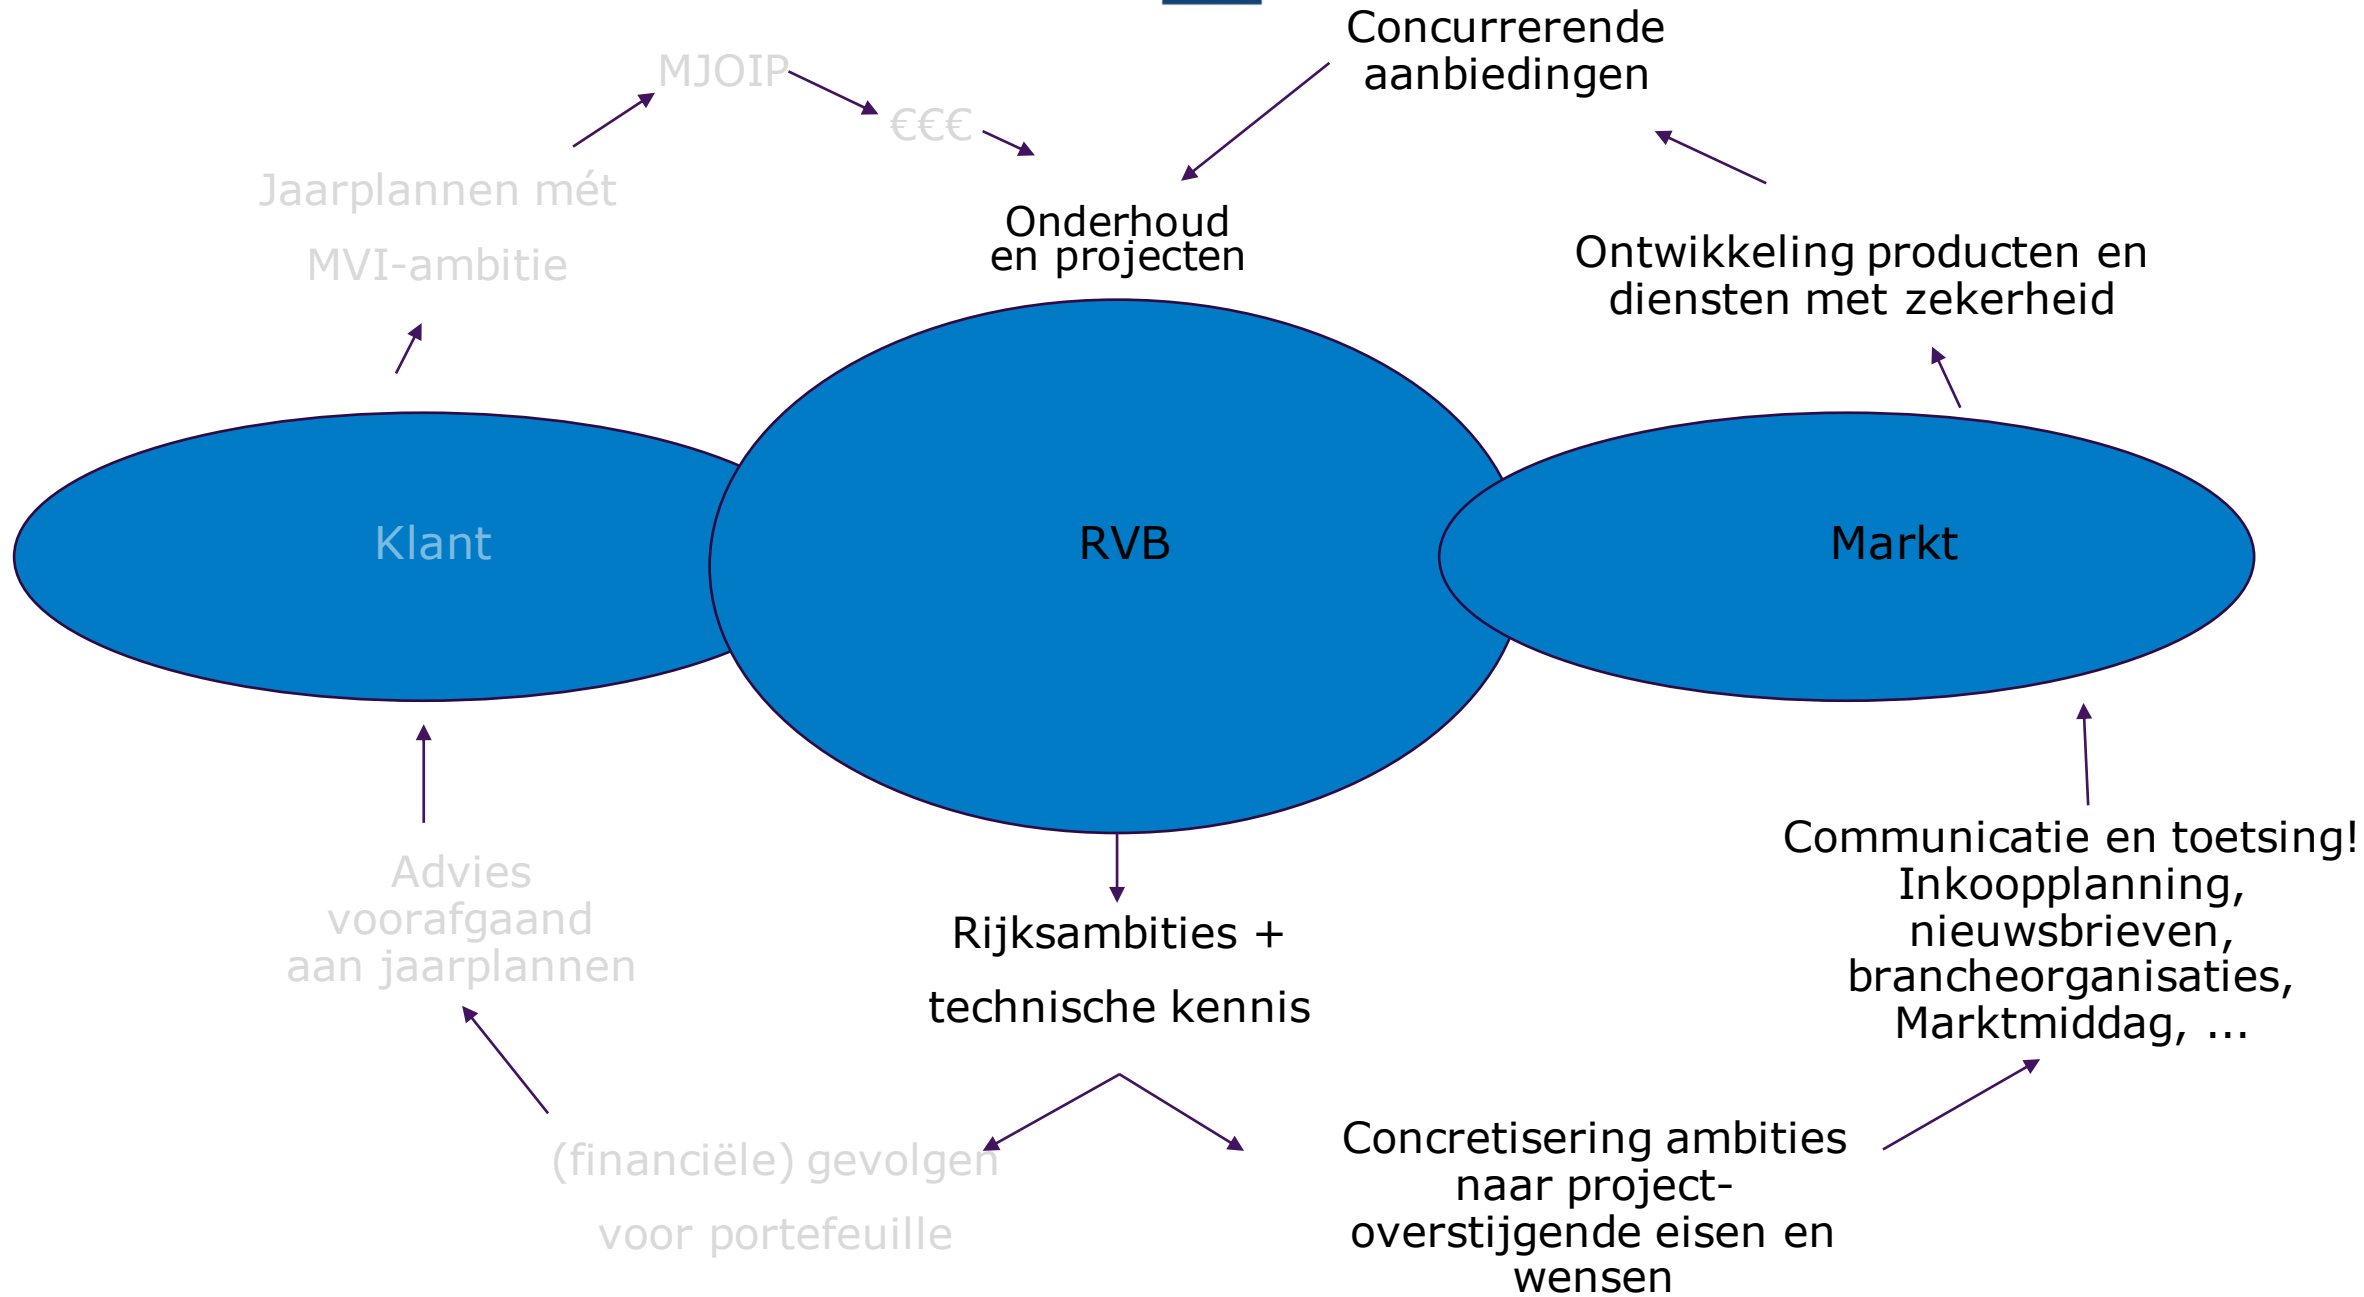 Concurrerende
aanbiedingen
MJOIP
€€€
Jaarplannen mét
MVI-ambitie
Onderhoud
en projecten
Ontwikkeling producten en
diensten met zekerheid
Klant
RVB
Markt
Advies
voorafgaand
aan jaarplannen
Rijksambities +
technische kennis
Communicatie en toetsing!
Inkoopplanning,
nieuwsbrieven,
brancheorganisaties,
Marktmiddag, ...
(financiële) gevolgen
voor portefeuille
Concretisering ambities
naar project-
overstijgende eisen en
wensen